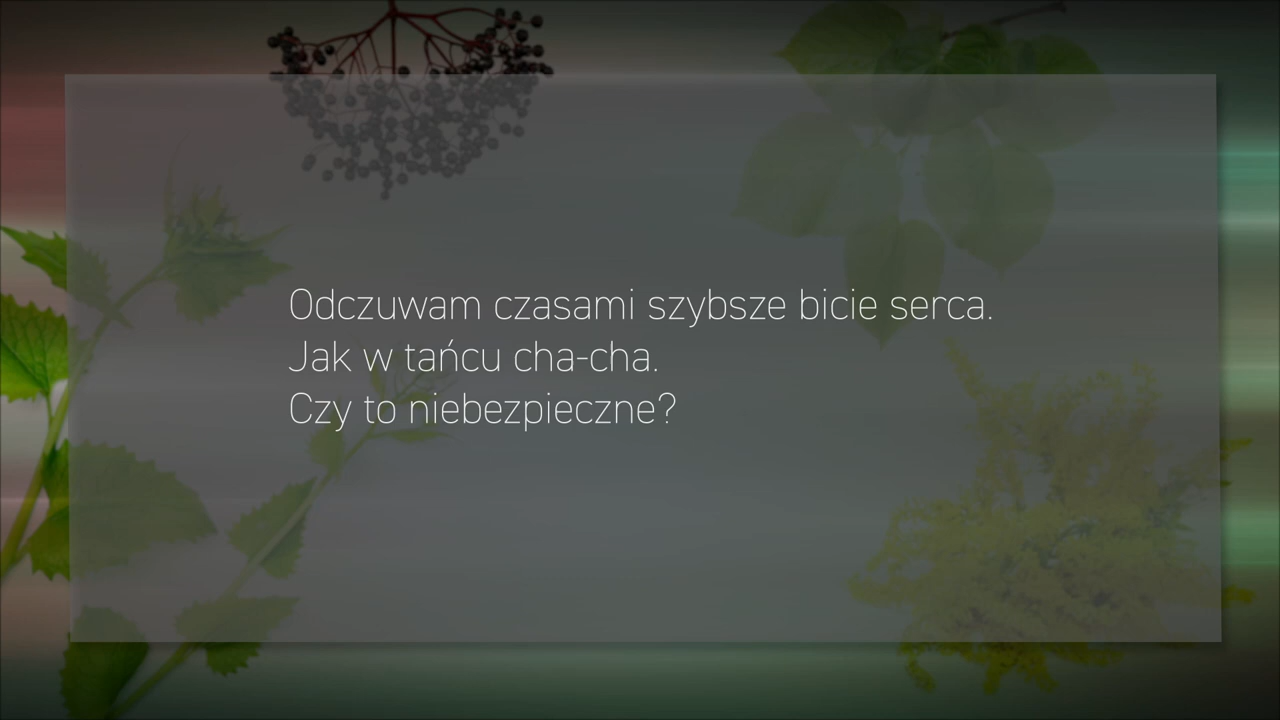 Odczuwam czasami szybsze bicie serca.
Jak w tańcu cha-cha.
Czy to niebezpieczne?